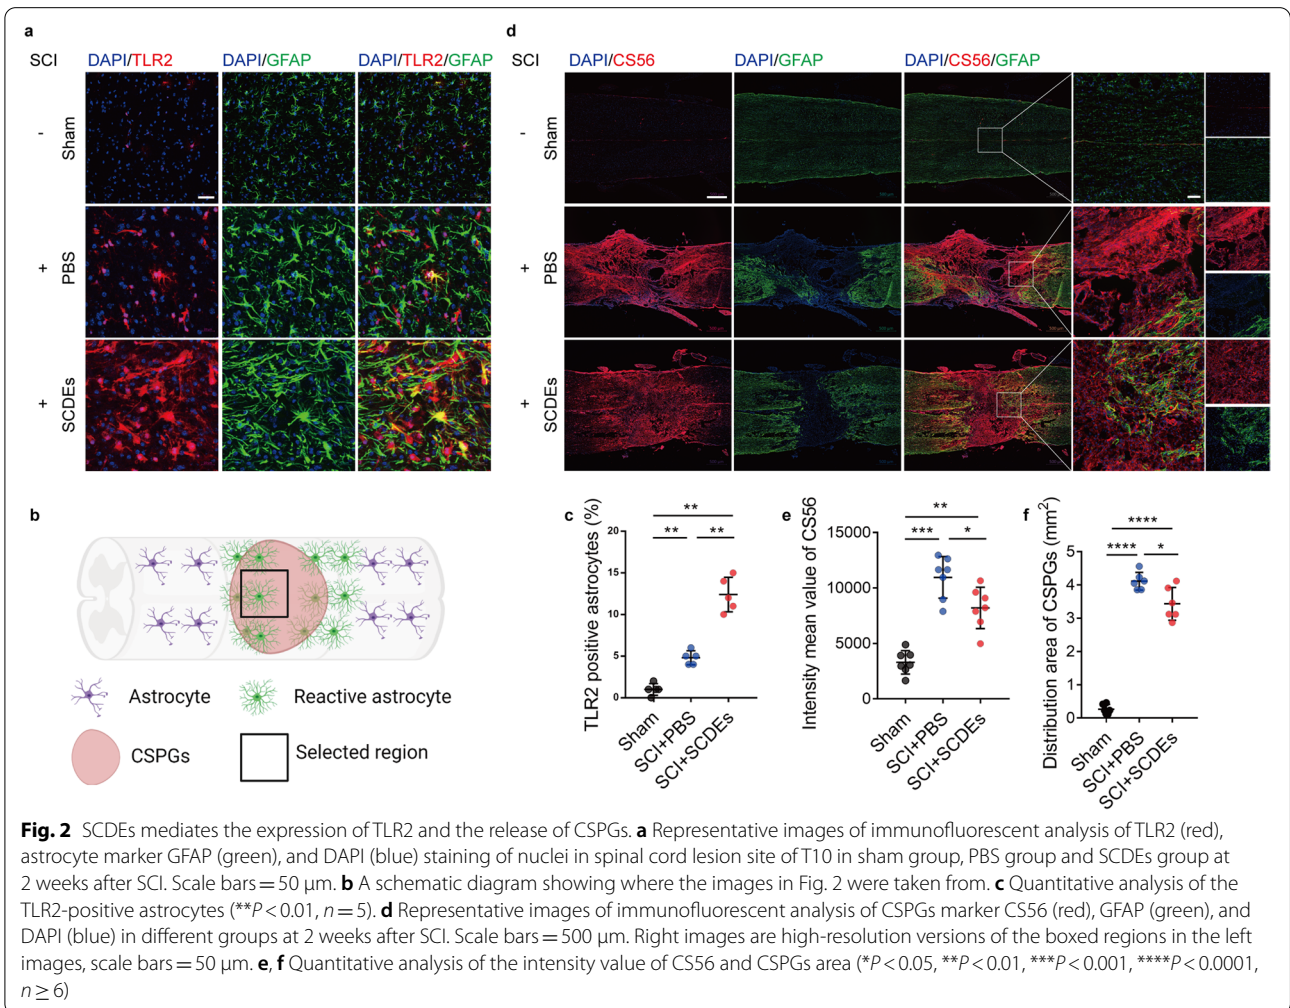 a
SCI DAPI/TLR2 DAPI/GFAP DAPI/TLR2/GFAP
- Sham
+ PBS
+ SCDEs
d
SCI DAPI/CS56 DAPI/GFAP DAPI/CS56/GFAP
- Sham
+ PBS
+ SCDEs
b
Astrocyte Reactive astrocyte
CSPGs Selected region
c
TLR2 positive astrocytes (%)
20
15
10
5
0
**
** **
Sham
SCI+PBS
SCI+SCDEs
e
Intensity mean value of CS56
15000
10000
5000
0
**
*** *
Sham
SCI+PBS
SCI+SCDEs
f
Distribution area of CSPGs (mm²)
5
4
3
2
1
0
****
**** *
Sham
SCI+PBS
SCI+SCDEs
Fig. 2 SCDEs mediates the expression of TLR2 and the release of CSPGs. a Representative images of immunofluorescent analysis of TLR2 (red),
astrocyte marker GFAP (green), and DAPI (blue) staining of nuclei in spinal cord lesion site of T10 in sham group, PBS group and SCDEs group at
2 weeks after SCI. Scale bars = 50 μm. b A schematic diagram showing where the images in Fig. 2 were taken from. c Quantitative analysis of the
TLR2-positive astrocytes (**P < 0.01, n = 5). d Representative images of immunofluorescent analysis of CSPGs marker CS56 (red), GFAP (green), and
DAPI (blue) in different groups at 2 weeks after SCI. Scale bars = 500 μm. Right images are high-resolution versions of the boxed regions in the left
images, scale bars = 50 μm. e, f Quantitative analysis of the intensity value of CS56 and CSPGs area (*P < 0.05, **P < 0.01, ***P < 0.001, ****P < 0.0001,
n ≥ 6)